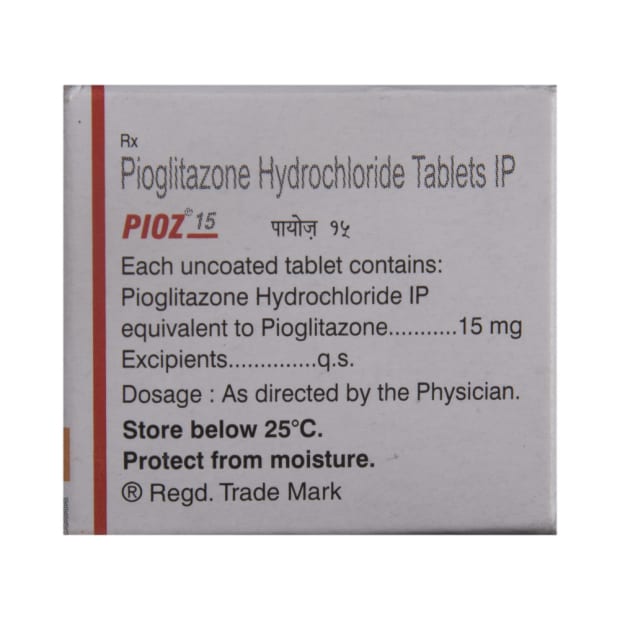 Rx
Pioglitazone Hydrochloride Tablets IP
PIOZ® 15 पायोज़ १५
Each uncoated tablet contains:
Pioglitazone Hydrochloride IP
equivalent to Pioglitazone...........15 mg
Excipients..............q.s.
Dosage : As directed by the Physician.
Store below 25°C.
Protect from moisture.
® Regd. Trade Mark